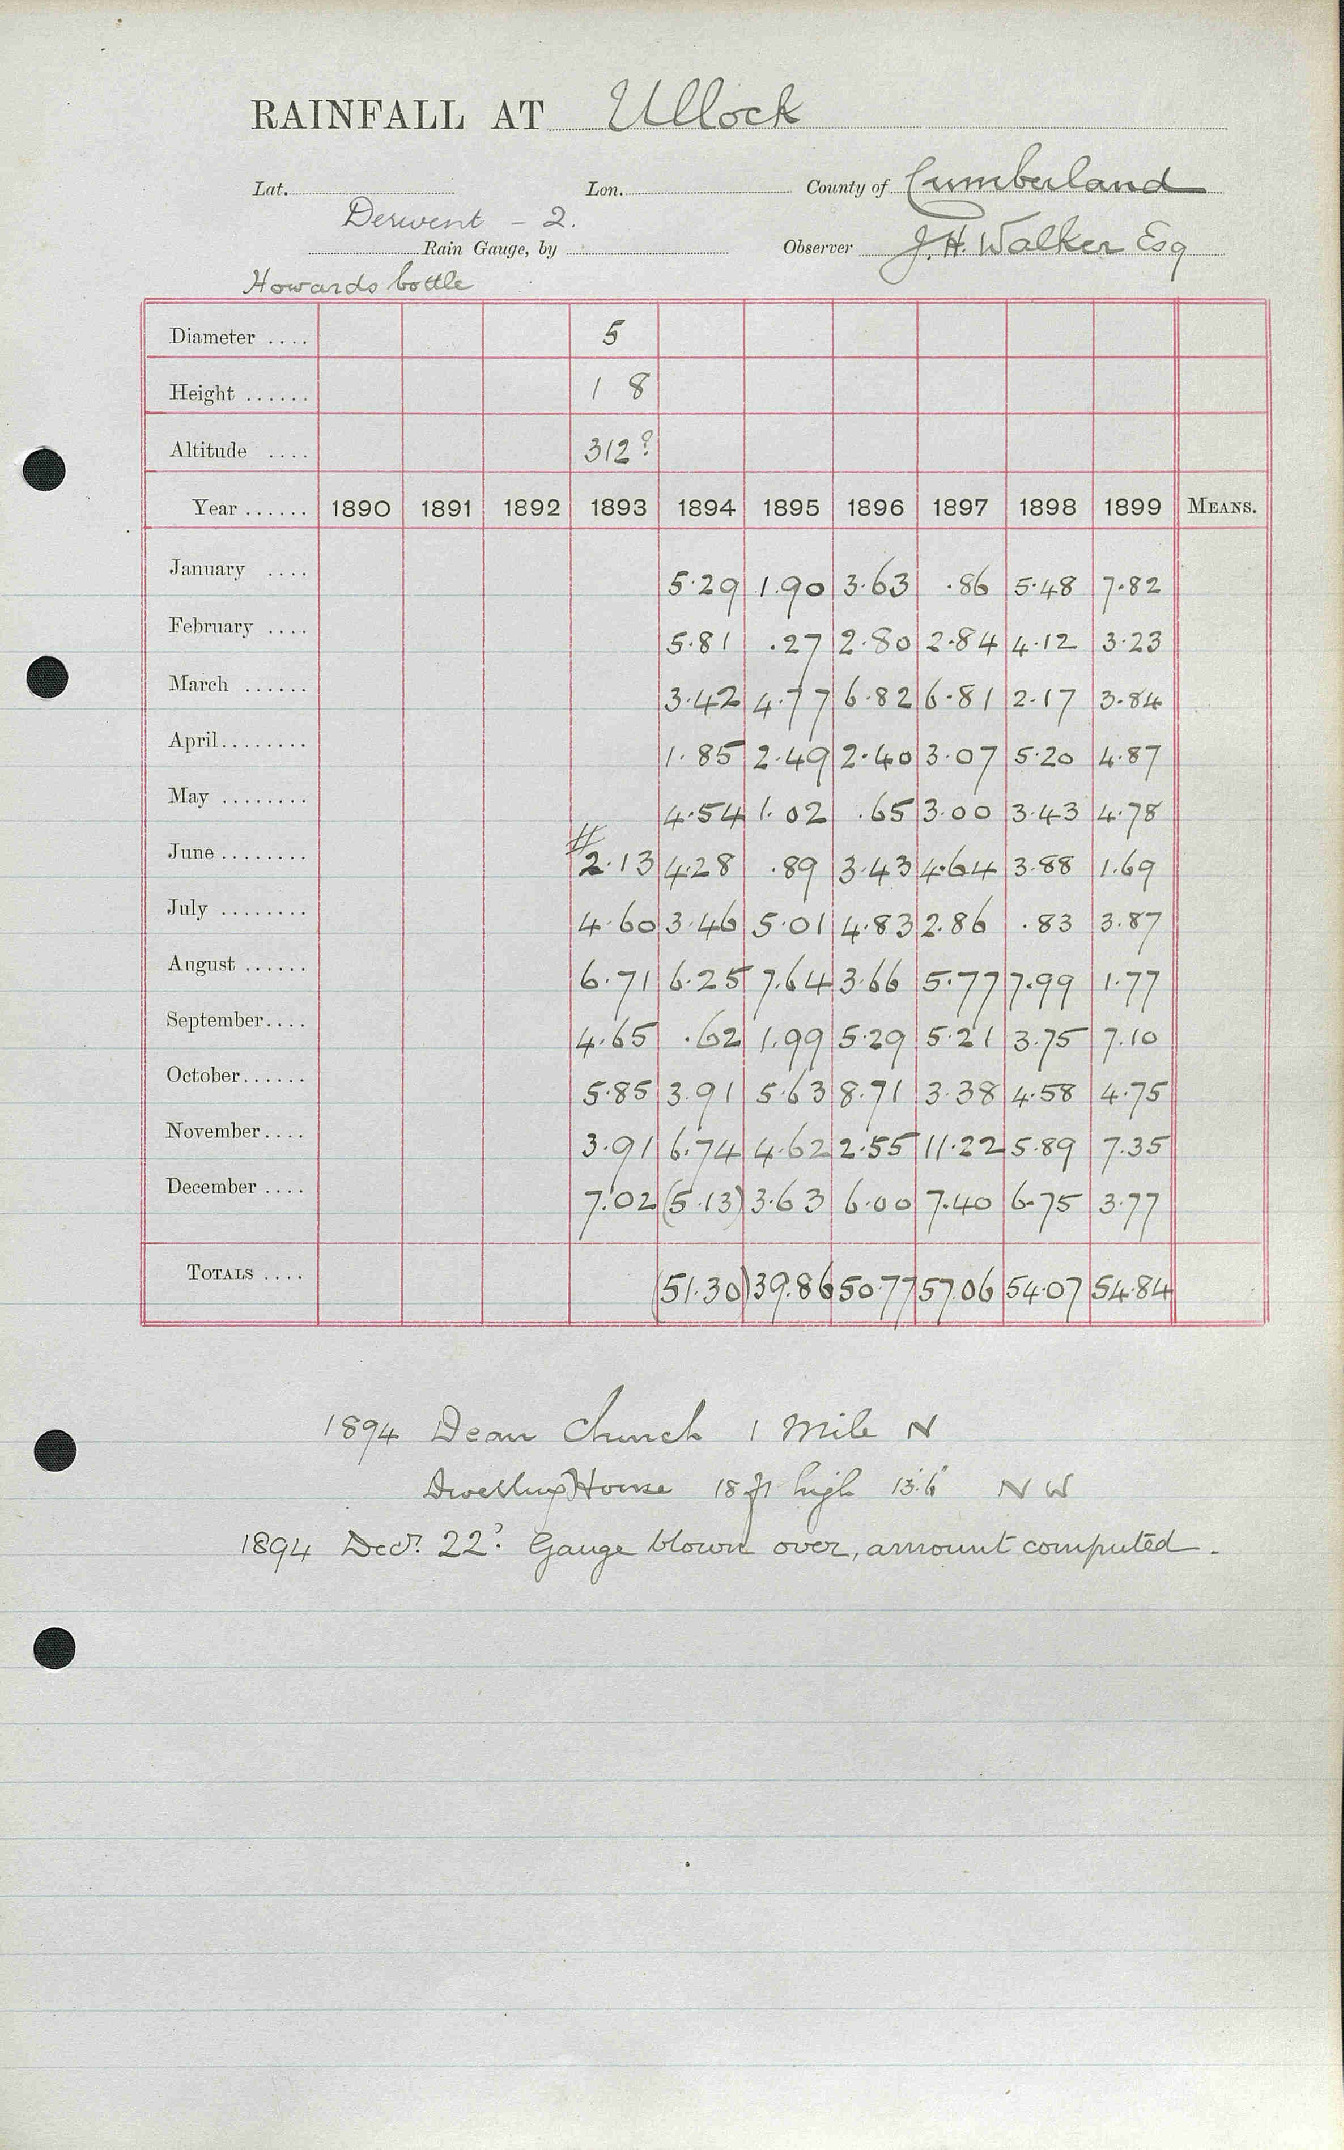 RAINFALL AT Ullock
Lat. Lon. County of Cumberland
Derwent - 2.
Rain Gauge, by Observer J. H. Walker Esq
Howards bottle
Diameter .... 5
Height ...... 1 8
Altitude .... 312?
Year ...... 1890 1891 1892 1893 1894 1895 1896 1897 1898 1899 MEANS.
January .... 5.29 1.90 3.63 .86 5.48 7.82
February .... 5.81 .27 2.80 2.84 4.12 3.23
March ...... 3.42 4.77 6.82 6.81 2.17 3.84
April........ 1.85 2.49 2.40 3.07 5.20 4.87
May ........ 4.54 1.02 .65 3.00 3.43 4.78
June ........ 2.13 4.28 .89 3.43 4.64 3.88 1.69
July ........ 4.60 3.46 5.01 4.83 2.86 .83 3.87
August ...... 6.71 6.25 7.64 3.66 5.77 7.99 1.77
September.... 4.65 .62 1.99 5.29 5.21 3.75 7.10
October...... 5.85 3.91 5.63 8.71 3.38 4.58 4.75
November.... 3.91 6.74 4.62 2.55 11.22 5.89 7.35
December .... 7.02 (5.13) 3.63 6.00 7.40 6.75 3.77
TOTALS .... (51.30) 39.86 50.77 57.06 54.07 54.84
1894 Dean Church 1 Mile N
Dwelling House 18 ft high 13'.6" N W
1894 Decr. 22? Gauge blown over, amount computed.